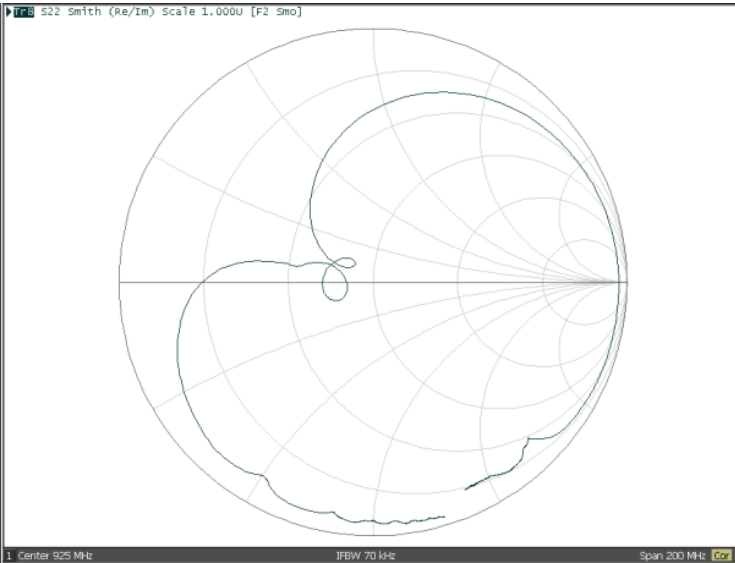 Tr8 S22 Smith (Re/Im) Scale 1.000U [F2 Smo]
1 Center 925 MHz IFBW 70 kHz Span 200 MHz Cor